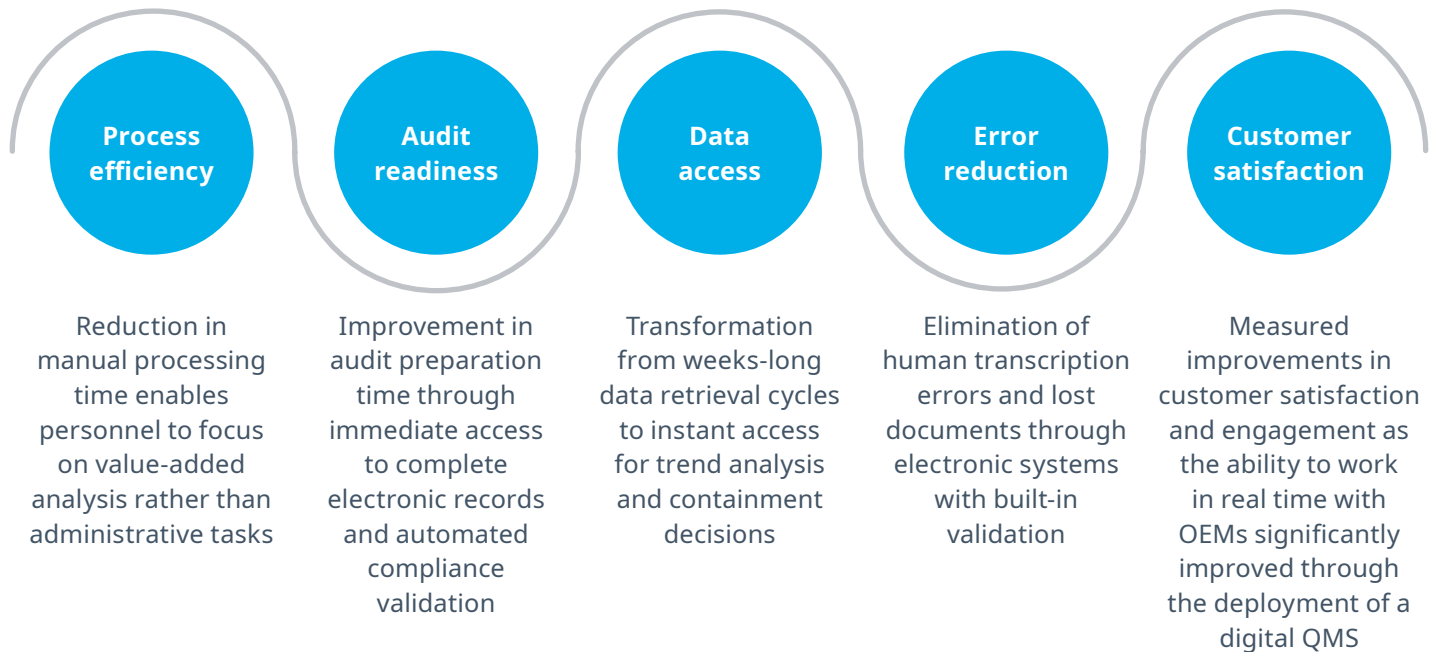 Process
efficiency
Reduction in
manual processing
time enables
personnel to focus
on value-added
analysis rather than
administrative tasks
Audit
readiness
Improvement in
audit preparation
time through
immediate access
to complete
electronic records
and automated
compliance
validation
Data
access
Transformation
from weeks-long
data retrieval cycles
to instant access
for trend analysis
and containment
decisions
Error
reduction
Elimination of
human transcription
errors and lost
documents through
electronic systems
with built-in
validation
Customer
satisfaction
Measured
improvements in
customer satisfaction
and engagement as
the ability to work
in real time with
OEMs significantly
improved through
the deployment of a
digital QMS